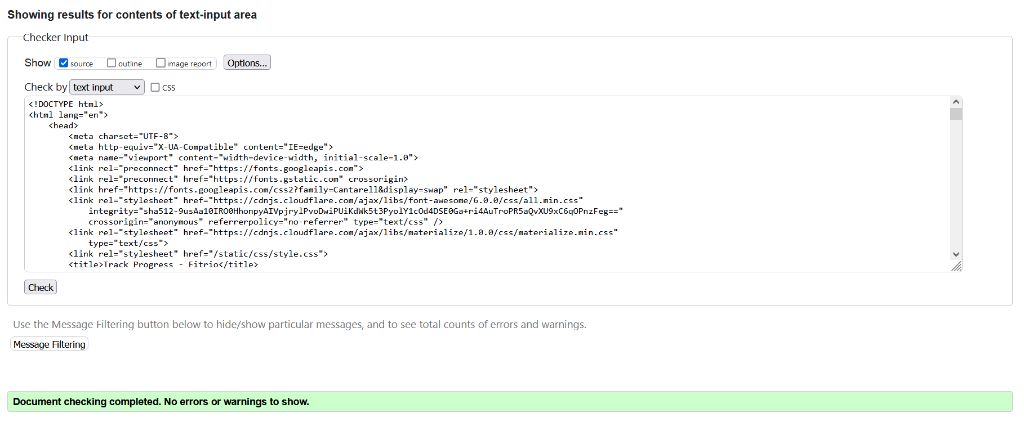 Showing results for contents of text-input area
Checker Input
Show source outline image report Options...
Check by text input css
<!DOCTYPE html>
<html lang="en">
<head>
<meta charset="UTF-8">
<meta http-equiv="X-UA-Compatible" content="IE=edge">
<meta name="viewport" content="width=device-width, initial-scale=1.0">
<link rel="preconnect" href="https://fonts.googleapis.com">
<link rel="preconnect" href="https://fonts.gstatic.com" crossorigin>
<link href="https://fonts.googleapis.com/css2?family=Cantarell&display=swap" rel="stylesheet">
<link rel="stylesheet" href="https://cdnjs.cloudflare.com/ajax/libs/font-awesome/6.0.0/css/all.min.css"
crossorigin="anonymous" referrerpolicy="no-referrer" type="text/css" />
<link rel="stylesheet" href="https://cdnjs.cloudflare.com/ajax/libs/materialize/1.0.0/css/materialize.min.css"
type="text/css">
<link rel="stylesheet" href="/static/css/style.css">
<title>Track Progress - Fitrio</title>
Check
Use the Message Filtering button below to hide/show particular messages, and to see total counts of errors and warnings.
Message Filtering
Document checking completed. No errors or warnings to show.